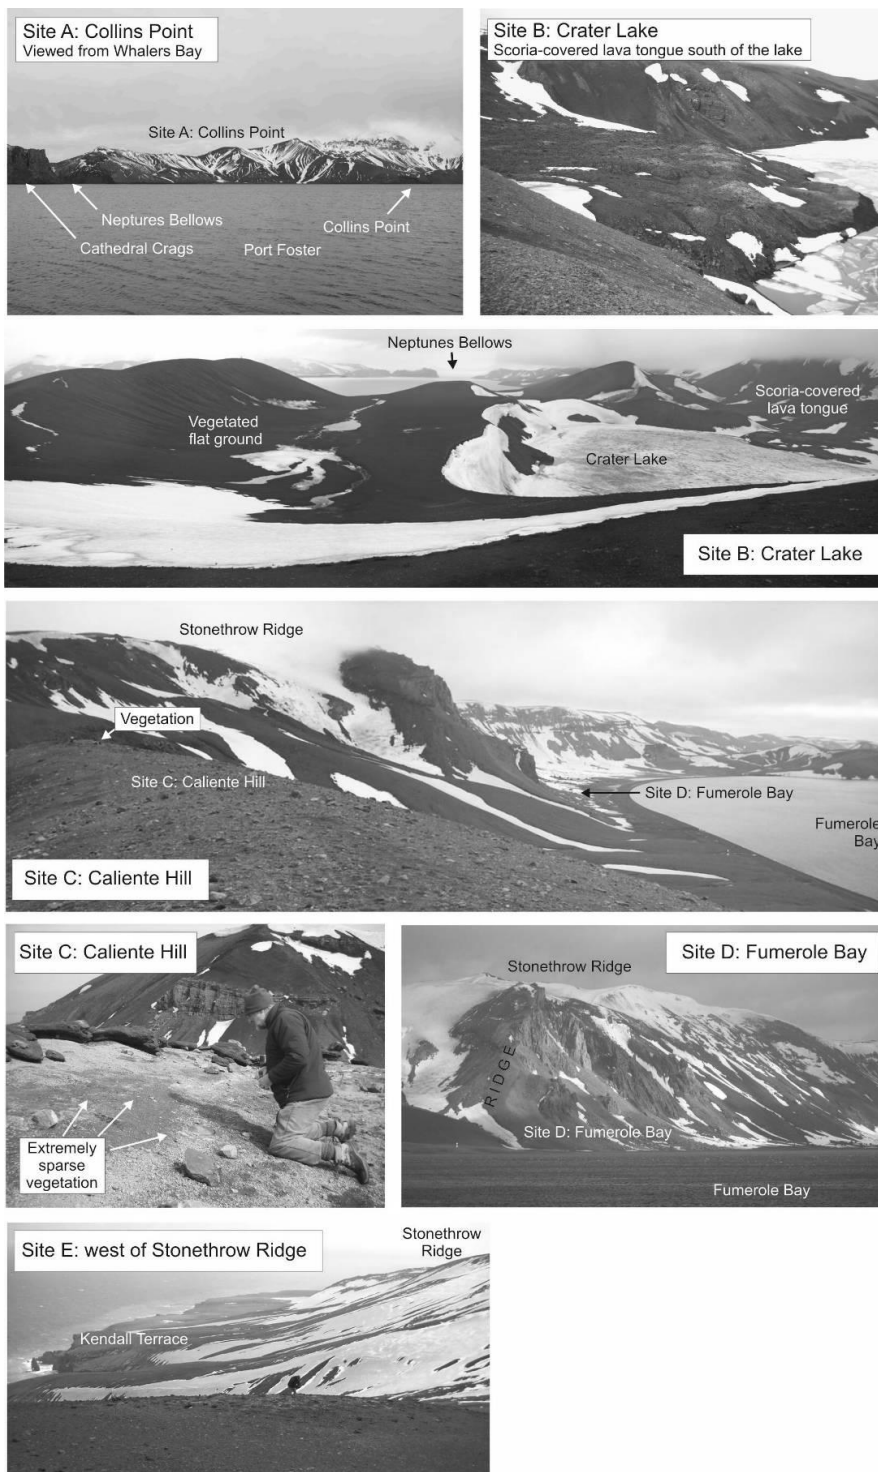 Site A: Collins Point
Viewed from Whalers Bay
Site A: Collins Point
Neptures Bellows
Collins Point
Cathedral Crags
Port Foster
Site B: Crater Lake
Scoria-covered lava tongue south of the lake
Neptunes Bellows
Vegetated
flat ground
Scoria-covered
lava tongue
Crater Lake
Site B: Crater Lake
Stonethrow Ridge
Vegetation
Site C: Caliente Hill
Site D: Fumerole Bay
Fumerole
Bay
Site C: Caliente Hill
Site C: Caliente Hill
Extremely
sparse
vegetation
Site D: Fumerole Bay
Stonethrow Ridge
RIDGE
Site D: Fumerole Bay
Fumerole Bay
Site E: west of Stonethrow Ridge
Stonethrow
Ridge
Kendall Terrace